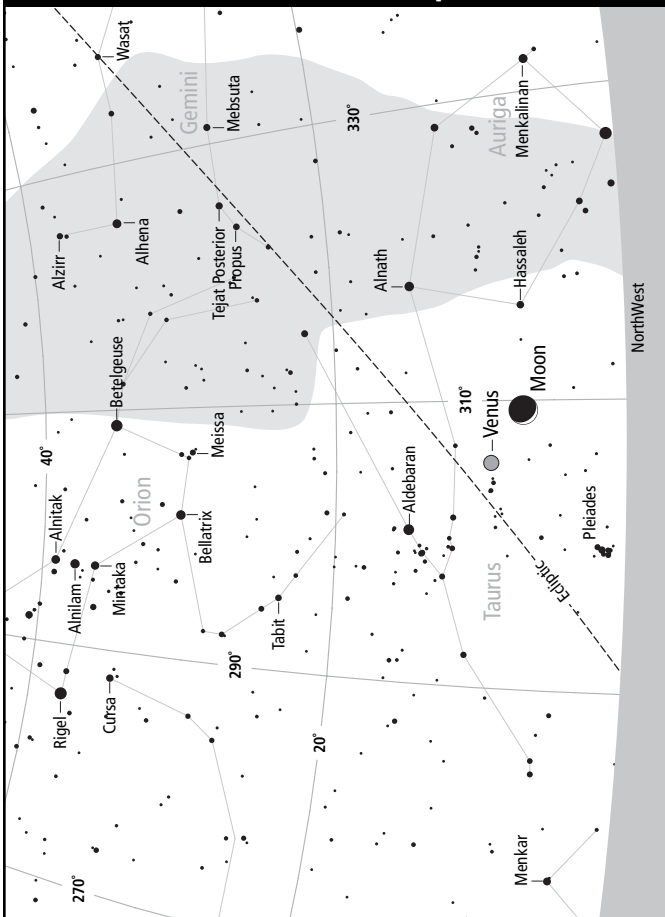 Wasat
Gemini
Mebsuta
330°
Auriga
Menkalinan
Alzirr
Alhena
Tejat Posterior
Propus
Alnath
Hassaleh
NorthWest
Betelgeuse
Meissa
310°
Venus
Moon
40°
Alnitak
Orion
Bellatrix
Aldebaran
Pleiades
Alnilam
Mintaka
Tabit
Taurus
Ecliptic
290°
Rigel
Cursa
20°
Menkar
270°